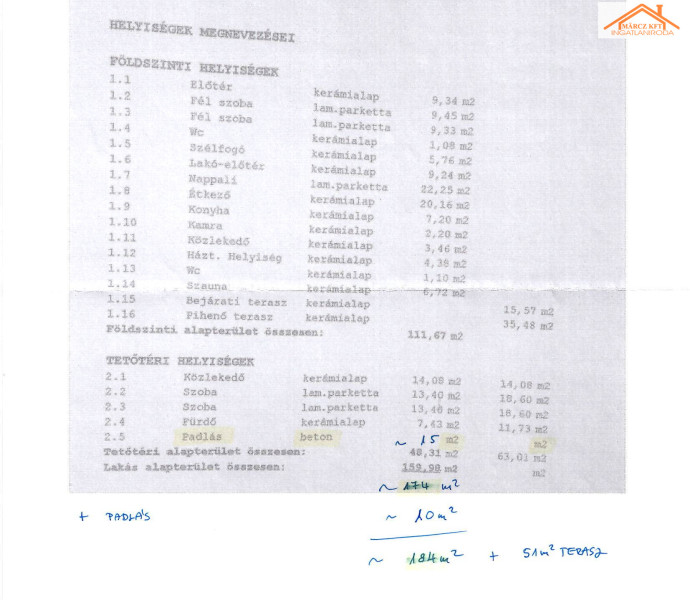 MÁRCZ KFT
INGATLANIRODA
HELYISÉGEK MEGNEVEZÉSEI
FÖLDSZINTI HELYISÉGEK
1.1 Előtér kerámialap 9,34 m2
1.2 Fél szoba lam.parketta 9,45 m2
1.3 Fél szoba lam.parketta 9,33 m2
1.4 Wc kerámialap 1,08 m2
1.5 Szélfogó kerámialap 5,76 m2
1.6 Lakó-előtér kerámialap 9,24 m2
1.7 Nappali lam.parketta 22,25 m2
1.8 Étkező kerámialap 20,16 m2
1.9 Konyha kerámialap 7,20 m2
1.10 Kamra kerámialap 2,20 m2
1.11 Közlekedő kerámialap 3,46 m2
1.12 Házt. Helyiség kerámialap 4,38 m2
1.13 Wc kerámialap 1,10 m2
1.14 Szauna kerámialap 6,72 m2
1.15 Bejárati terasz kerámialap 15,57 m2
1.16 Pihenő terasz kerámialap 35,48 m2
Földszinti alapterület összesen: 111,67 m2
TETŐTÉRI HELYISÉGEK
2.1 Közlekedő kerámialap 14,08 m2 14,08 m2
2.2 Szoba lam.parketta 13,40 m2 18,60 m2
2.3 Szoba lam.parketta 13,40 m2 18,60 m2
2.4 Fürdő kerámialap 7,43 m2 11,73 m2
2.5 Padlás beton ~ 15 m2 m2
Tetőtéri alapterület összesen: 48,31 m2 63,01 m2
Lakás alapterület összesen: 159,98 m2 m2
~ 174 m²
+ PADLÁS ~ 10m²
~ 184m² + 51m² TERASZ